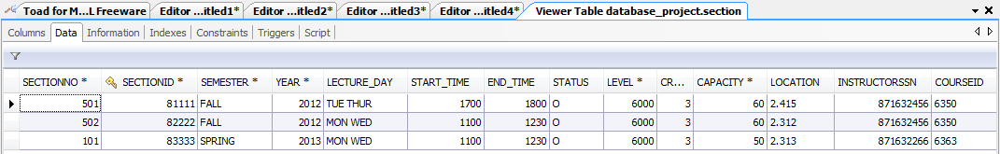 Toad for M...L Freeware Editor ...itled1* Editor ...itled2* Editor ...itled3* Editor ...itled4* Viewer Table database_project.section
Columns Data Information Indexes Constraints Triggers Script
SECTIONNO * SECTIONID * SEMESTER * YEAR * LECTURE_DAY START_TIME END_TIME STATUS LEVEL * CR... * CAPACITY * LOCATION INSTRUCTORSSN COURSEID
501 81111 FALL 2012 TUE THUR 1700 1800 O 6000 3 60 2.415 871632456 6350
502 82222 FALL 2012 MON WED 1100 1230 O 6000 3 60 2.312 871632456 6350
101 83333 SPRING 2013 MON WED 1100 1230 O 6000 3 50 2.313 871632266 6363